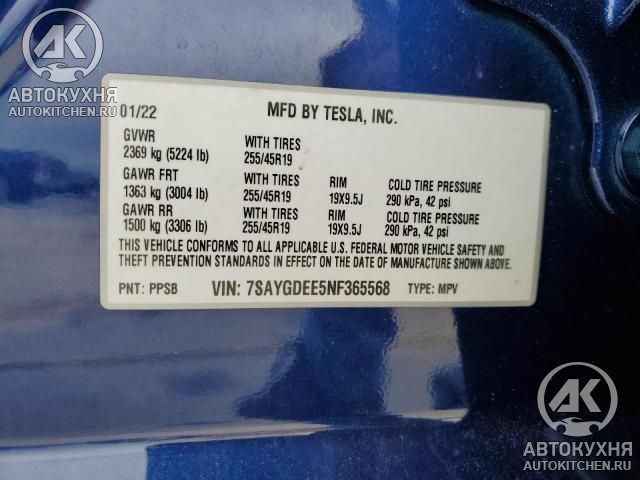 АК
АВТОКУХНЯ
AUTOKITCHEN.RU
01/22 MFD BY TESLA, INC.
GVWR WITH TIRES
2369 kg (5224 lb) 255/45R19
GAWR FRT WITH TIRES RIM COLD TIRE PRESSURE
1363 kg (3004 lb) 255/45R19 19X9.5J 290 kPa, 42 psi
GAWR RR WITH TIRES RIM COLD TIRE PRESSURE
1500 kg (3306 lb) 255/45R19 19X9.5J 290 kPa, 42 psi
THIS VEHICLE CONFORMS TO ALL APPLICABLE U.S. FEDERAL MOTOR VEHICLE SAFETY AND
THEFT PREVENTION STANDARDS IN EFFECT ON THE DATE OF MANUFACTURE SHOWN ABOVE.
PNT: PPSB VIN: 7SAYGDEE5NF365568 TYPE: MPV
АК
АВТОКУХНЯ
AUTOKITCHEN.RU